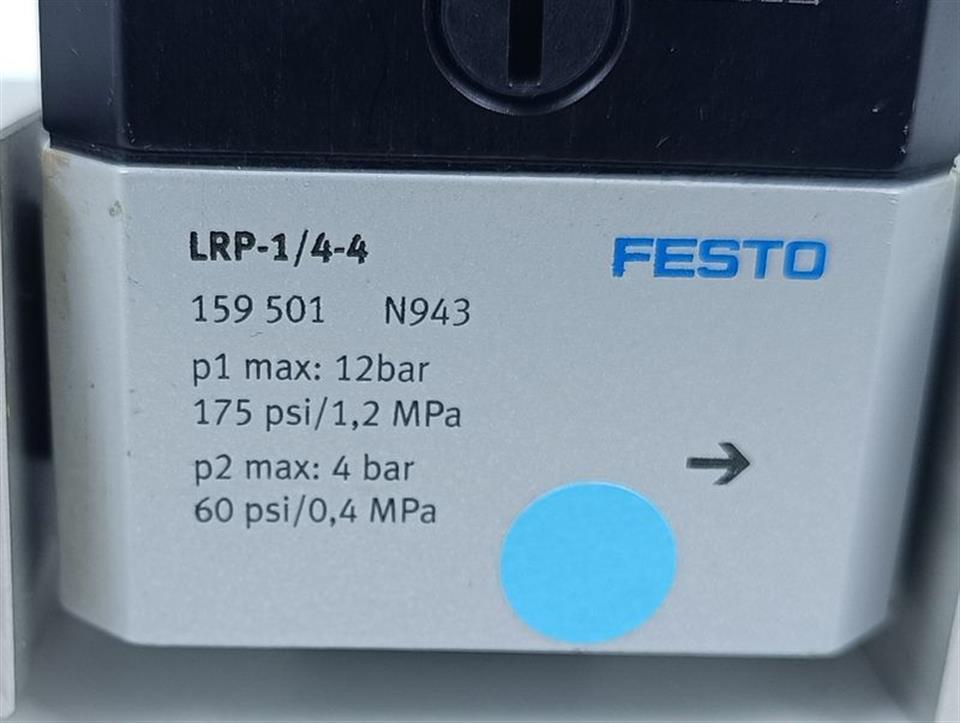 LRP-1/4-4
FESTO
159 501 N943
p1 max: 12bar
175 psi/1,2 MPa
p2 max: 4 bar
60 psi/0,4 MPa